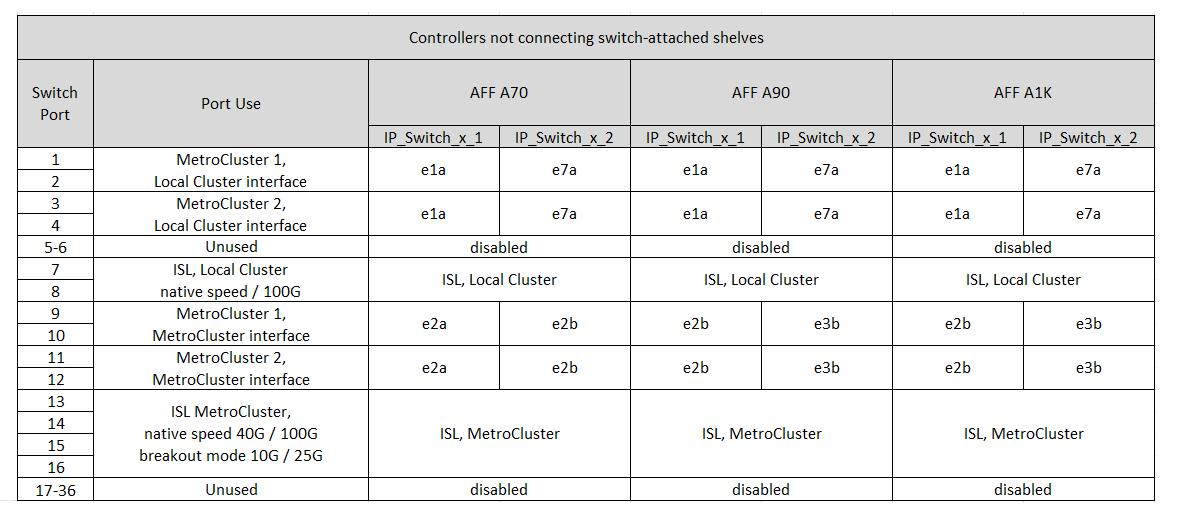 Controllers not connecting switch-attached shelves
Switch
Port
Port Use
AFF A70
AFF A90
AFF A1K
IP_Switch_x_1
IP_Switch_x_2
IP_Switch_x_1
IP_Switch_x_2
IP_Switch_x_1
IP_Switch_x_2
1
2
MetroCluster 1,
Local Cluster interface
e1a
e7a
e1a
e7a
e1a
e7a
3
4
MetroCluster 2,
Local Cluster interface
e1a
e7a
e1a
e7a
e1a
e7a
5-6
Unused
disabled
disabled
disabled
7
8
ISL, Local Cluster
native speed / 100G
ISL, Local Cluster
ISL, Local Cluster
ISL, Local Cluster
9
10
MetroCluster 1,
MetroCluster interface
e2a
e2b
e2b
e3b
e2b
e3b
11
12
MetroCluster 2,
MetroCluster interface
e2a
e2b
e2b
e3b
e2b
e3b
13
14
15
16
ISL MetroCluster,
native speed 40G / 100G
breakout mode 10G / 25G
ISL, MetroCluster
ISL, MetroCluster
ISL, MetroCluster
17-36
Unused
disabled
disabled
disabled